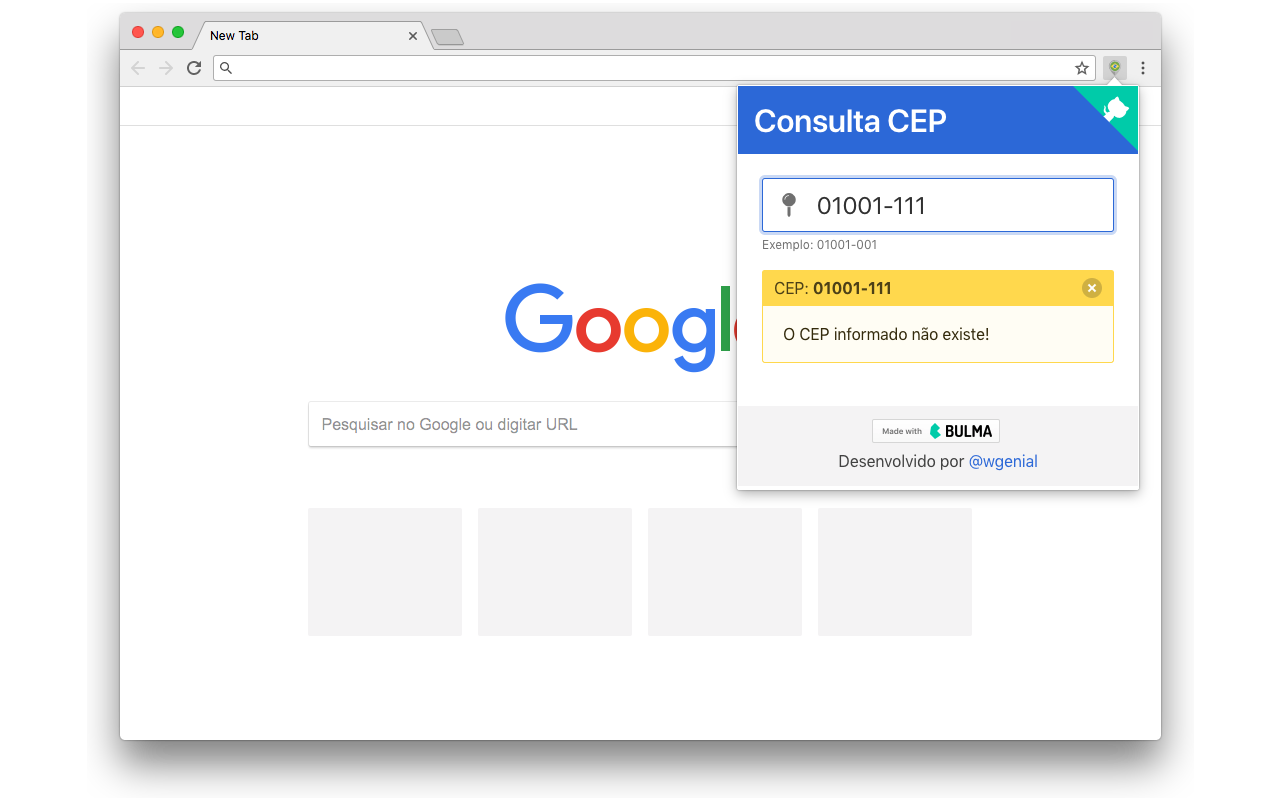 New Tab
Consulta CEP
01001-111
Exemplo: 01001-001
CEP: 01001-111
O CEP informado não existe!
Google
Pesquisar no Google ou digitar URL
Made with BULMA
Desenvolvido por @wgenial